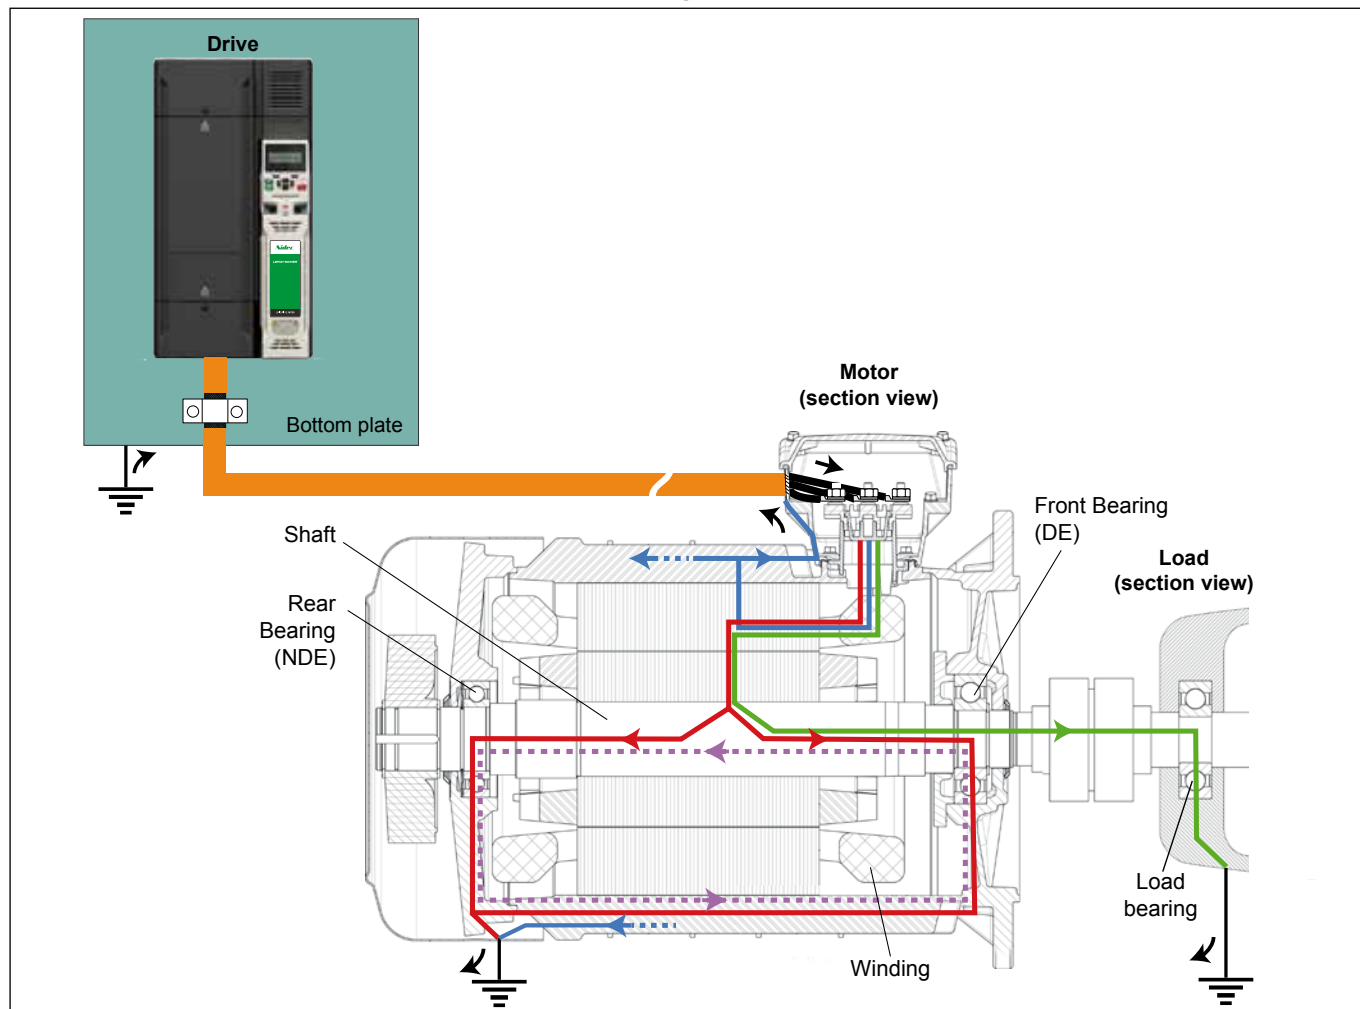 Drive
Nidec
Bottom plate
Motor
(section view)
Front Bearing
(DE)
Shaft
Load
(section view)
Rear
Bearing
(NDE)
Load
bearing
Winding